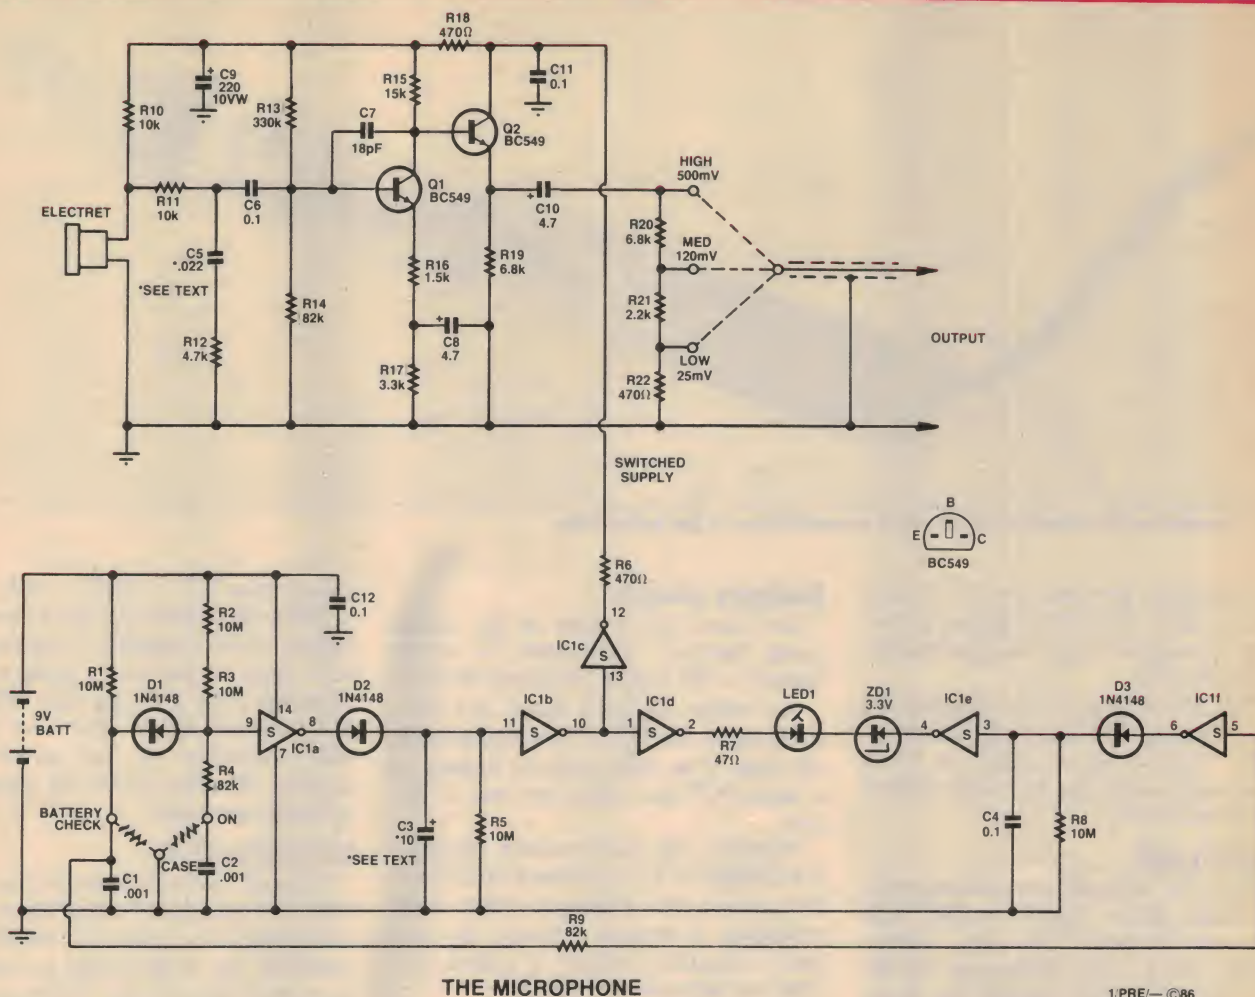 R18
470Ω
C9
220
10VW
R13
330k
R15
15k
C11
0.1
R10
10k
C7
18pF
Q2
BC549
HIGH
500mV
Q1
BC549
R11
10k
C6
0.1
C10
4.7
ELECTRET
R20
6.8k
MED
120mV
C5
*.022
*SEE TEXT
R16
1.5k
R19
6.8k
R14
82k
R21
2.2k
R12
4.7k
C8
4.7
OUTPUT
LOW
25mV
R17
3.3k
R22
470Ω
SWITCHED
SUPPLY
B
E C
BC549
R6
470Ω
C12
0.1
R2
10M
12
IC1c
S
13
R1
10M
D1
1N4148
R3
10M
14
D2
1N4148
IC1b
IC1d
LED1
ZD1
3.3V
IC1e
D3
1N4148
IC1f
9V
BATT
9 S 8
IC1a
7
11 S 10
1 S 2
R7
47Ω
4 S 3
6 S 5
R4
82k
BATTERY
CHECK
ON
CASE
C1
.001
C2
.001
C3
*10
*SEE TEXT
R5
10M
C4
0.1
R8
10M
R9
82k
THE MICROPHONE
1/PRE/— ©86